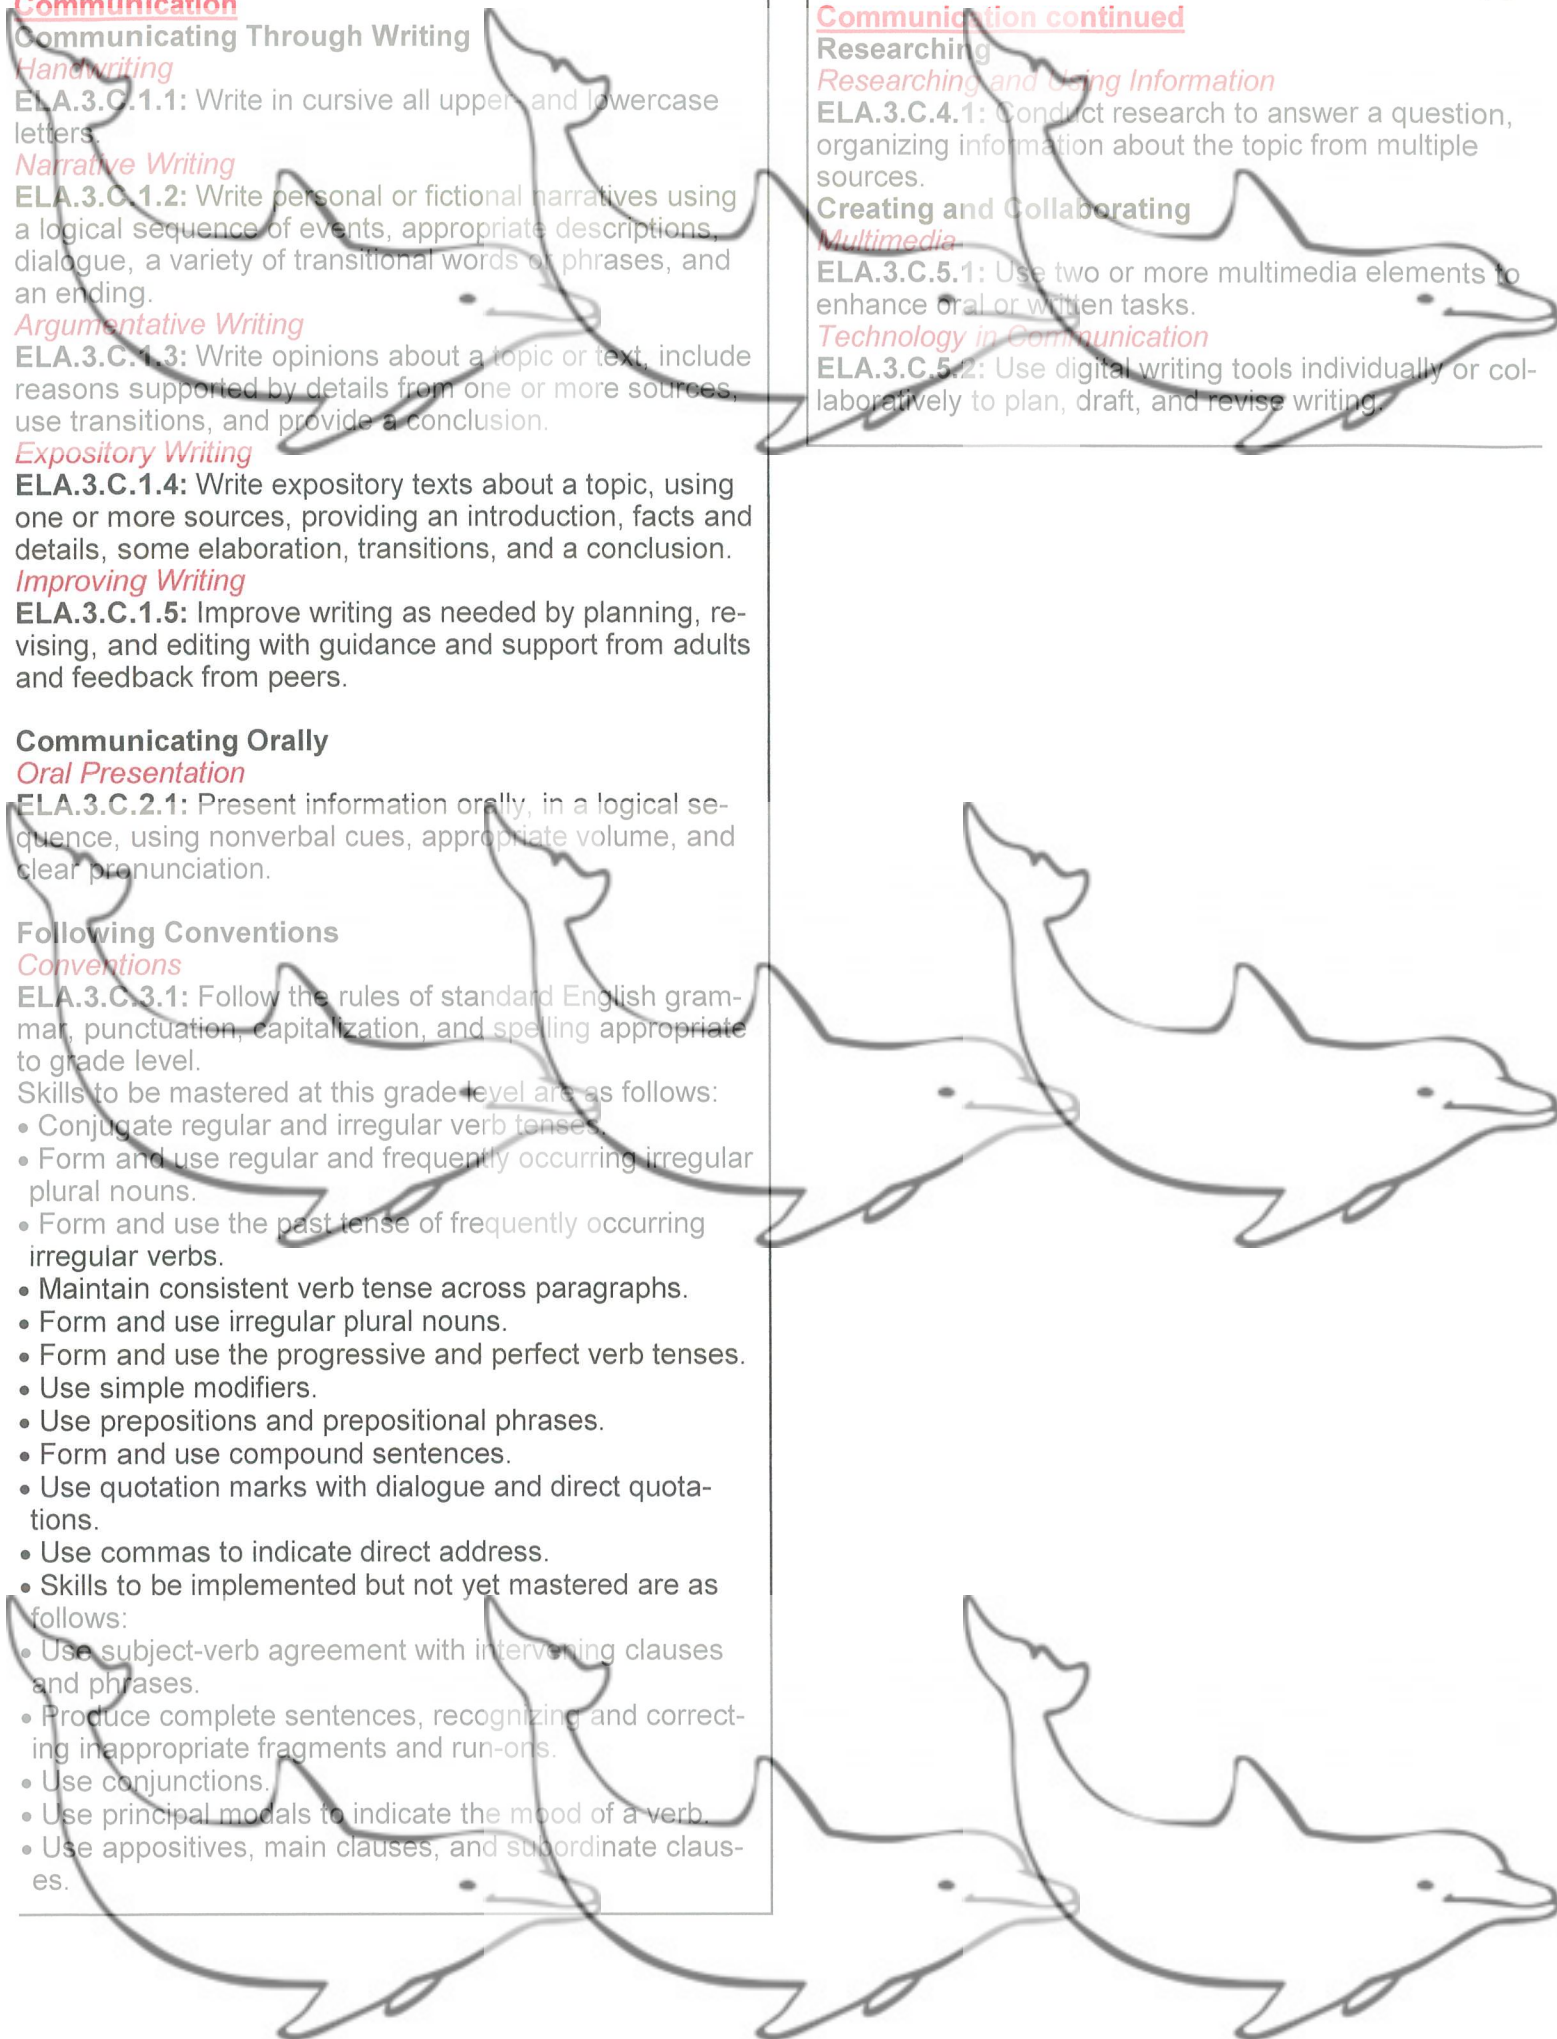 Communication
Communicating Through Writing
Handwriting
ELA.3.C.1.1: Write in cursive all upper- and lowercase
letters.
Narrative Writing
ELA.3.C.1.2: Write personal or fictional narratives using
a logical sequence of events, appropriate descriptions,
dialogue, a variety of transitional words or phrases, and
an ending.
Argumentative Writing
ELA.3.C.1.3: Write opinions about a topic or text, include
reasons supported by details from one or more sources,
use transitions, and provide a conclusion.
Expository Writing
ELA.3.C.1.4: Write expository texts about a topic, using
one or more sources, providing an introduction, facts and
details, some elaboration, transitions, and a conclusion.
Improving Writing
ELA.3.C.1.5: Improve writing as needed by planning, re-
vising, and editing with guidance and support from adults
and feedback from peers.
Communicating Orally
Oral Presentation
ELA.3.C.2.1: Present information orally, in a logical se-
quence, using nonverbal cues, appropriate volume, and
clear pronunciation.
Following Conventions
Conventions
ELA.3.C.3.1: Follow the rules of standard English gram-
mar, punctuation, capitalization, and spelling appropriate
to grade level.
Skills to be mastered at this grade level are as follows:
• Conjugate regular and irregular verb tenses.
• Form and use regular and frequently occurring irregular
plural nouns.
• Form and use the past tense of frequently occurring
irregular verbs.
• Maintain consistent verb tense across paragraphs.
• Form and use irregular plural nouns.
• Form and use the progressive and perfect verb tenses.
• Use simple modifiers.
• Use prepositions and prepositional phrases.
• Form and use compound sentences.
• Use quotation marks with dialogue and direct quota-
tions.
• Use commas to indicate direct address.
• Skills to be implemented but not yet mastered are as
follows:
• Use subject-verb agreement with intervening clauses
and phrases.
• Produce complete sentences, recognizing and correct-
ing inappropriate fragments and run-ons.
• Use conjunctions.
• Use principal modals to indicate the mood of a verb.
• Use appositives, main clauses, and subordinate claus-
es.
Communication continued
Researching
Researching and Using Information
ELA.3.C.4.1: Conduct research to answer a question,
organizing information about the topic from multiple
sources.
Creating and Collaborating
Multimedia
ELA.3.C.5.1: Use two or more multimedia elements to
enhance oral or written tasks.
Technology in Communication
ELA.3.C.5.2: Use digital writing tools individually or col-
laboratively to plan, draft, and revise writing.